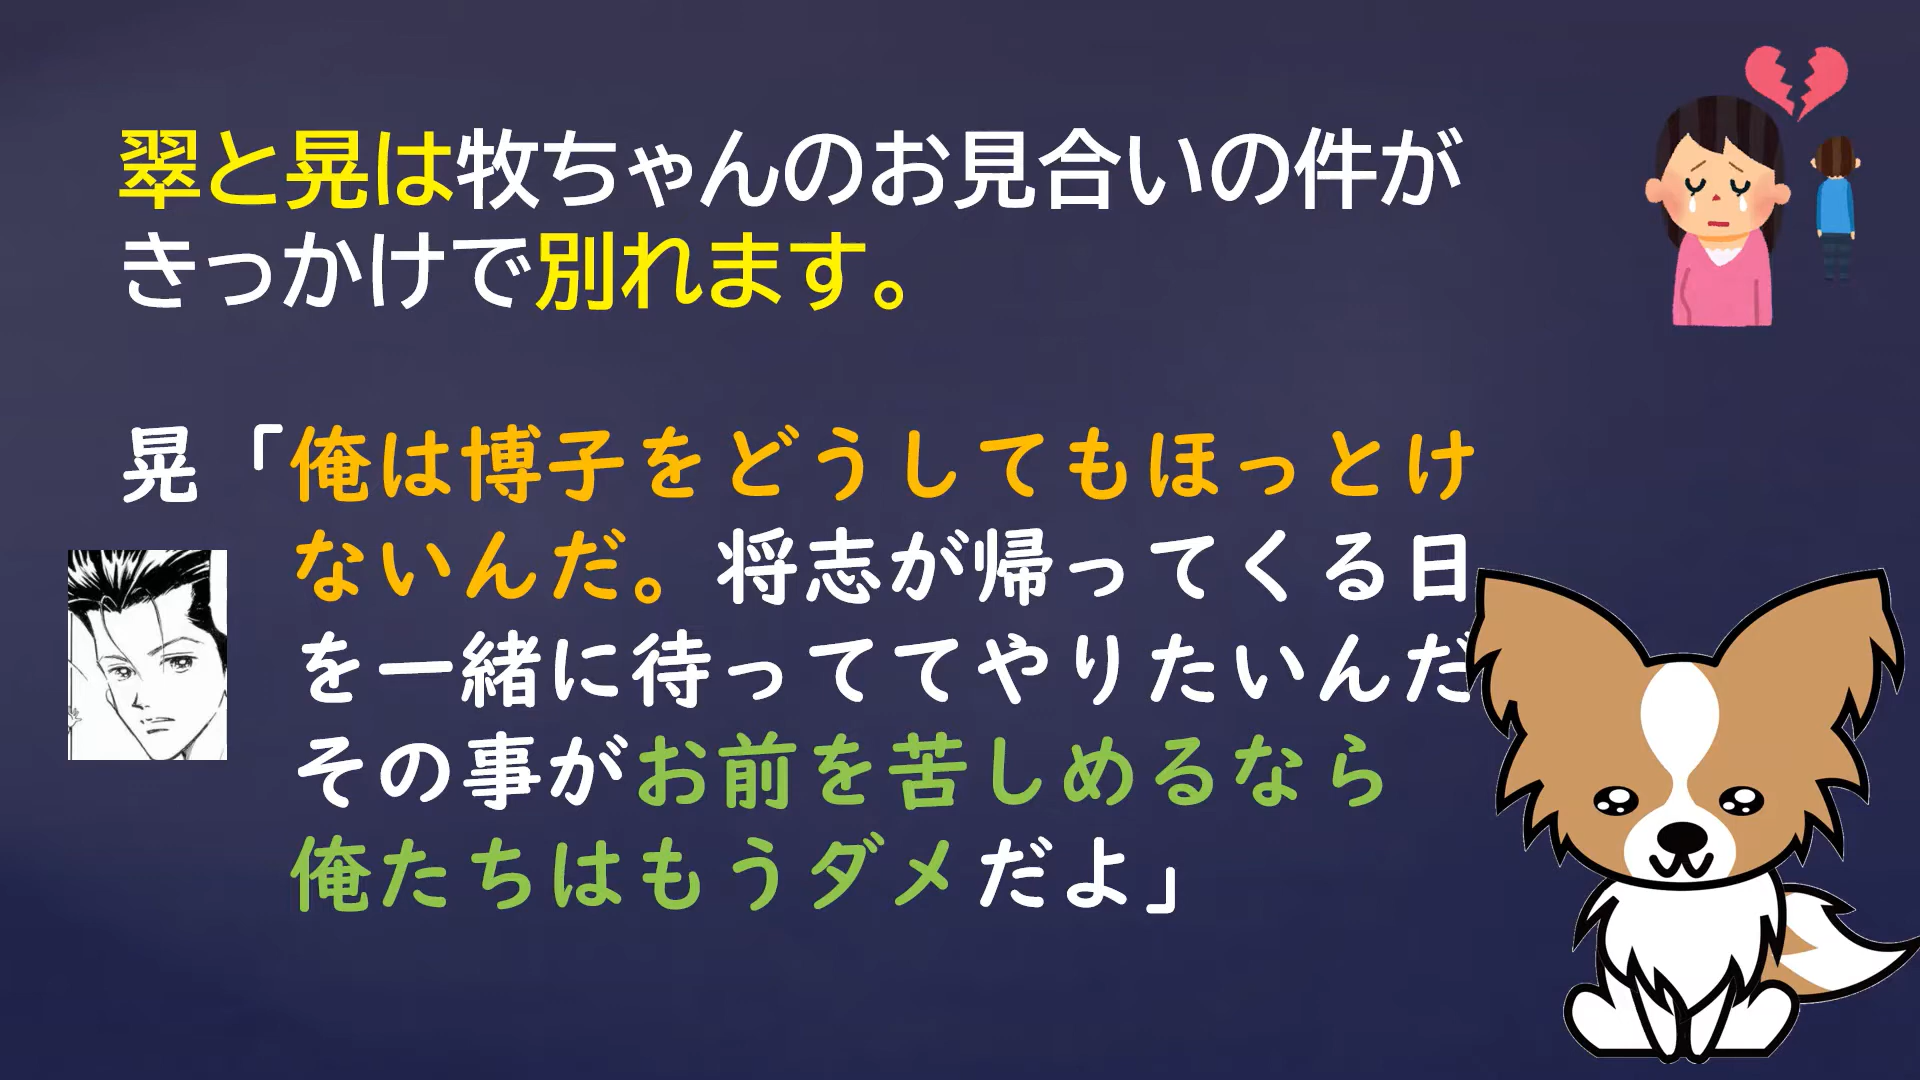 翠と晃は牧ちゃんのお見合いの件が
きっかけで別れます。
晃「俺は博子をどうしてもほっとけ
ないんだ。将志が帰ってくる日
を一緒に待っててやりたいんだ
その事がお前を苦しめるなら
俺たちはもうダメだよ」